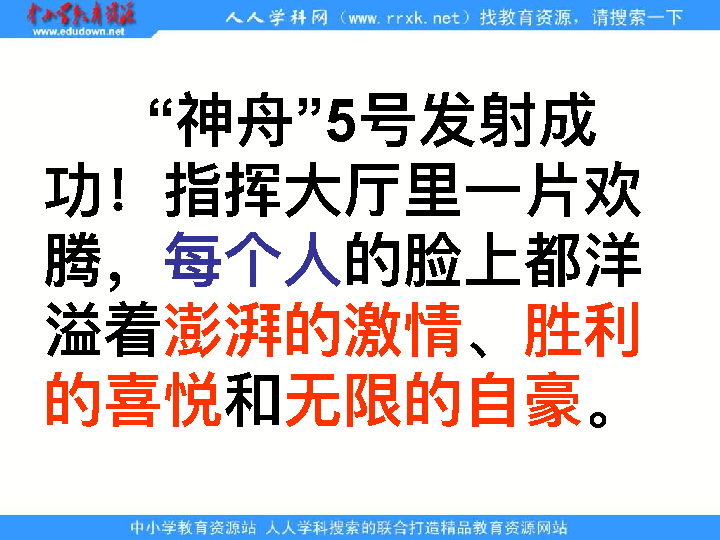 中小学教育资源
www.edudown.net
人人学科网（www.rrxk.net）找教育资源，请搜索一下
“神舟”5号发射成
功！指挥大厅里一片欢
腾，每个人的脸上都洋
溢着澎湃的激情、胜利
的喜悦和无限的自豪。
中小学教育资源站 人人学科搜索的联合打造精品教育资源网站